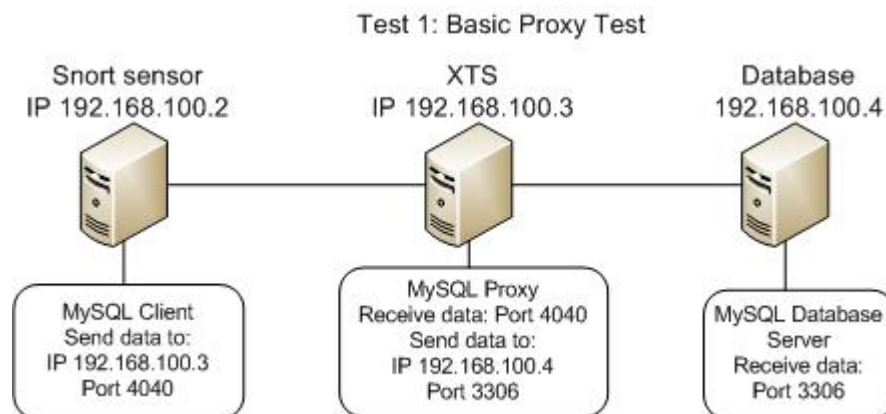 Test 1: Basic Proxy Test
Snort sensor
IP 192.168.100.2
XTS
IP 192.168.100.3
Database
192.168.100.4
MySQL Client
Send data to:
IP 192.168.100.3
Port 4040
MySQL Proxy
Receive data: Port 4040
Send data to:
IP 192.168.100.4
Port 3306
MySQL Database
Server
Receive data:
Port 3306